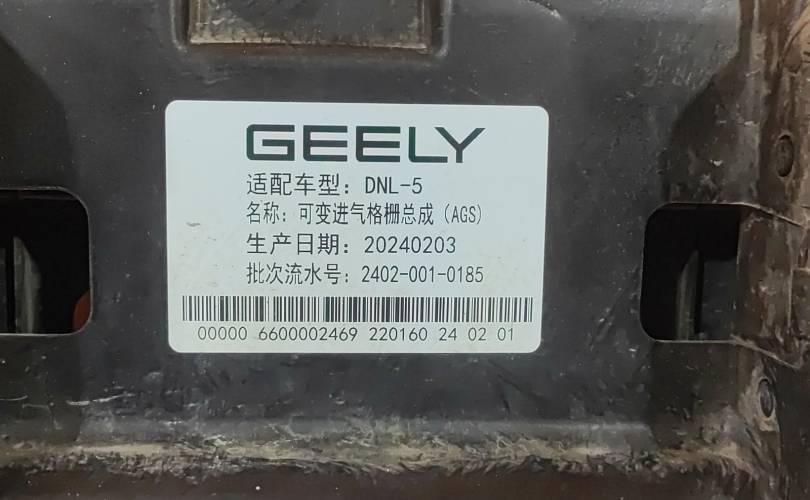 GEELY
适配车型：DNL-5
名称：可变进气格栅总成（AGS）
生产日期：20240203
批次流水号：2402-001-0185
00000 6600002469 220160 24 02 01